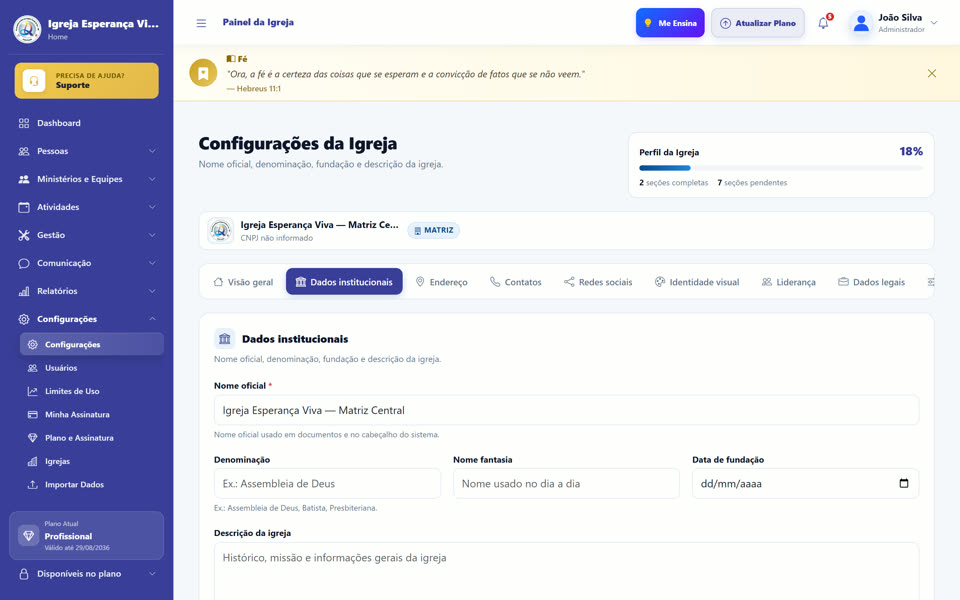 Igreja Esperança Vi...
Home
PRECISA DE AJUDA?
Suporte
Dashboard
Pessoas
Ministérios e Equipes
Atividades
Gestão
Comunicação
Relatórios
Configurações
Configurações
Usuários
Limites de Uso
Minha Assinatura
Plano e Assinatura
Igrejas
Importar Dados
Plano Atual
Profissional
Válido até 29/08/2036
Disponíveis no plano
Painel da Igreja
Me Ensina
Atualizar Plano
João Silva
Administrador
Fé
"Ora, a fé é a certeza das coisas que se esperam e a convicção de fatos que se não veem."
— Hebreus 11:1
Configurações da Igreja
Nome oficial, denominação, fundação e descrição da igreja.
Perfil da Igreja 18%
2 seções completas 7 seções pendentes
Igreja Esperança Viva — Matriz Ce... MATRIZ
CNPJ não informado
Visão geral Dados institucionais Endereço Contatos Redes sociais Identidade visual Liderança Dados legais
Dados institucionais
Nome oficial, denominação, fundação e descrição da igreja.
Nome oficial *
Igreja Esperança Viva — Matriz Central
Nome oficial usado em documentos e no cabeçalho do sistema.
Denominação Nome fantasia Data de fundação
Ex.: Assembleia de Deus Nome usado no dia a dia dd/mm/aaaa
Ex.: Assembleia de Deus, Batista, Presbiteriana.
Descrição da igreja
Histórico, missão e informações gerais da igreja